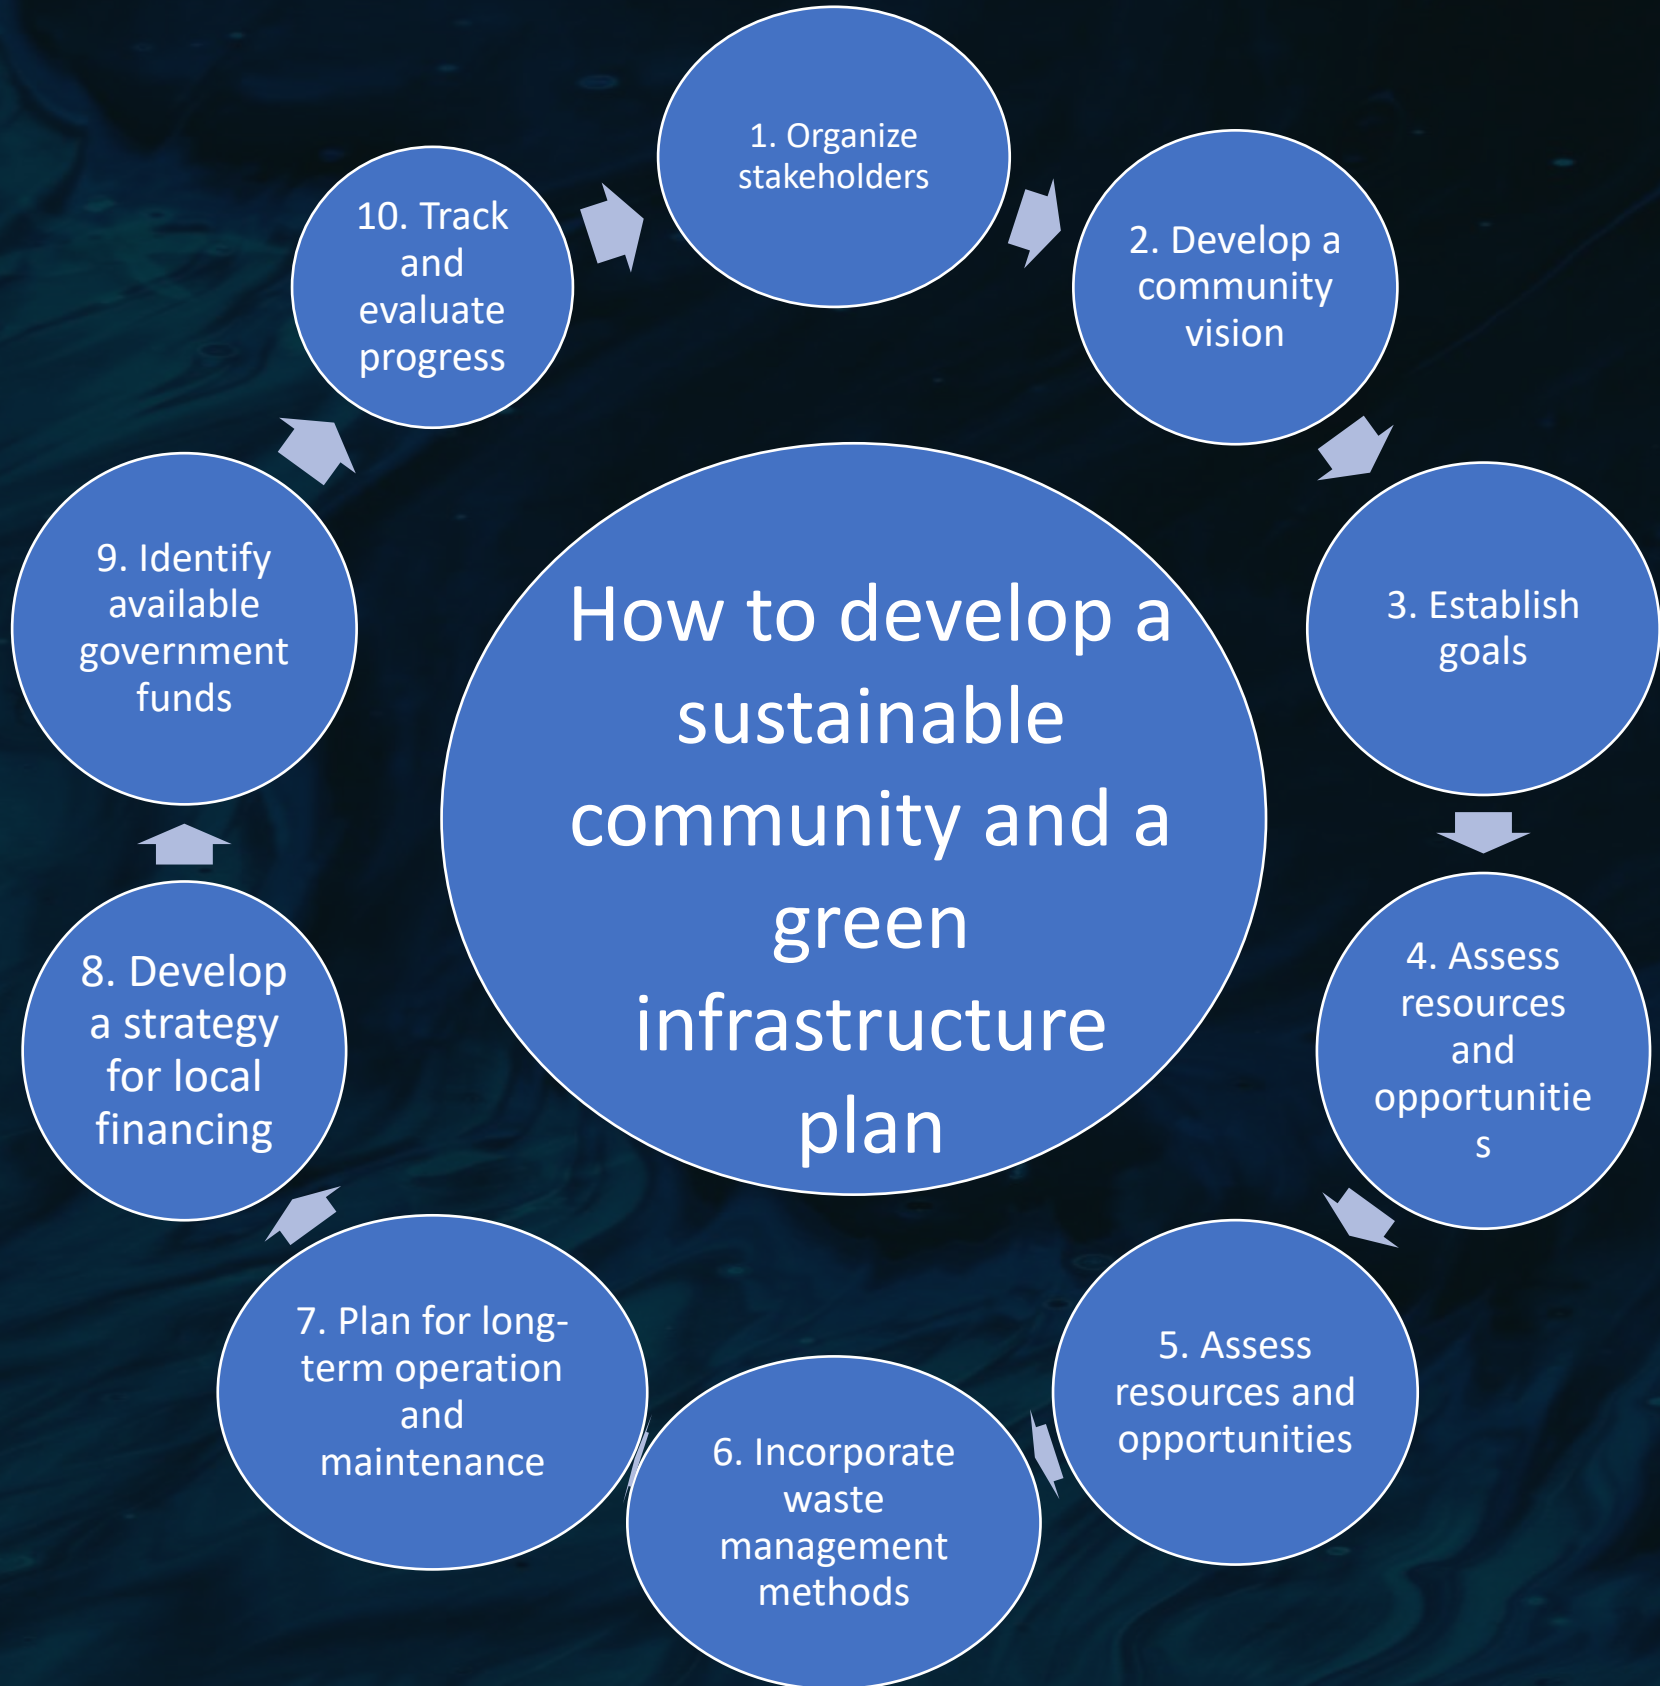 1. Organize
stakeholders
2. Develop a
community
vision
3. Establish
goals
4. Assess
resources
and
opportunitie
s
5. Assess
resources and
opportunities
6. Incorporate
waste
management
methods
7. Plan for long-
term operation
and
maintenance
8. Develop
a strategy
for local
financing
9. Identify
available
government
funds
10. Track
and
evaluate
progress
How to develop a
sustainable
community and a
green
infrastructure
plan